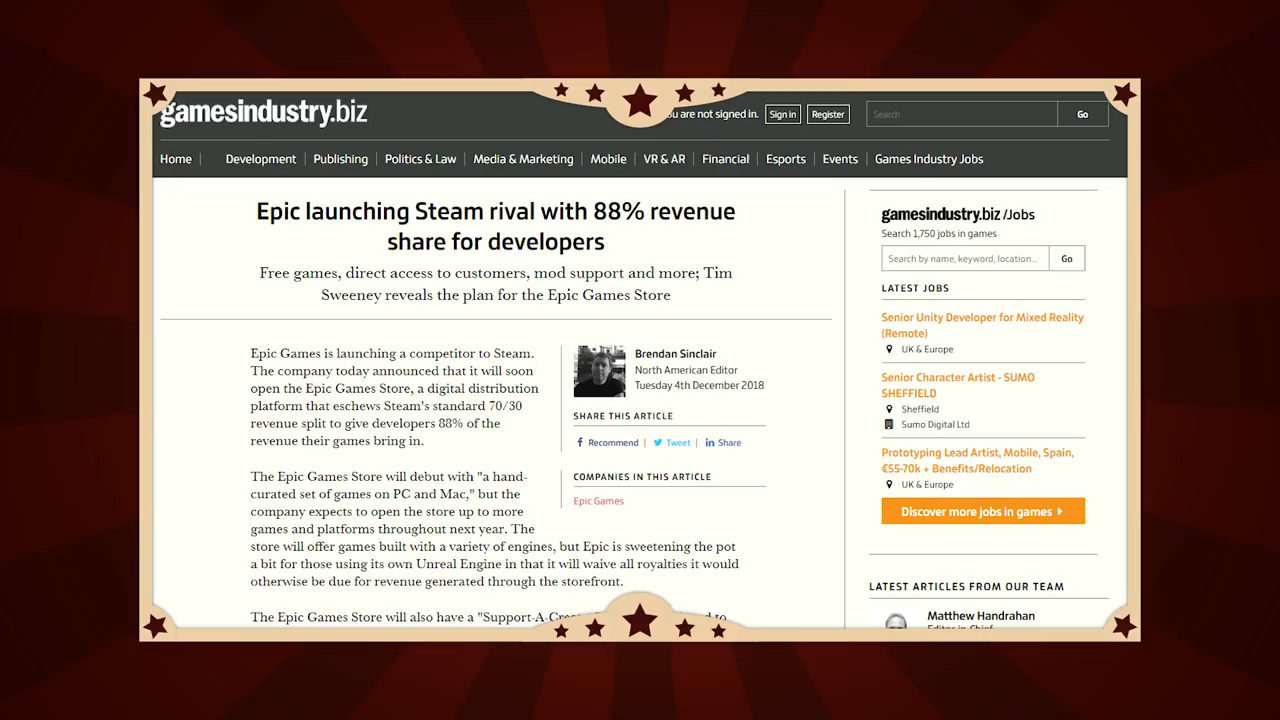 gamesindustry.biz
ou are not signed in.
Sign in
Register
Search
Go
Home
Development
Publishing
Politics & Law
Media & Marketing
Mobile
VR & AR
Financial
Esports
Events
Games Industry Jobs
Epic launching Steam rival with 88% revenue
share for developers
Free games, direct access to customers, mod support and more; Tim
Sweeney reveals the plan for the Epic Games Store
Epic Games is launching a competitor to Steam.
The company today announced that it will soon
open the Epic Games Store, a digital distribution
platform that eschews Steam's standard 70/30
revenue split to give developers 88% of the
revenue their games bring in.
The Epic Games Store will debut with "a hand-
curated set of games on PC and Mac," but the
company expects to open the store up to more
games and platforms throughout next year. The
store will offer games built with a variety of engines, but Epic is sweetening the pot
a bit for those using its own Unreal Engine in that it will waive all royalties it would
otherwise be due for revenue generated through the storefront.
The Epic Games Store will also have a "Support-A-Cre
to
Brendan Sinclair
North American Editor
Tuesday 4th December 2018
SHARE THIS ARTICLE
Recommend
Tweet
Share
COMPANIES IN THIS ARTICLE
Epic Games
gamesindustry.biz /Jobs
Search 1,750 jobs in games
Search by name, keyword, location...
Go
LATEST JOBS
Senior Unity Developer for Mixed Reality
(Remote)
UK & Europe
Senior Character Artist - SUMO
SHEFFIELD
Sheffield
Sumo Digital Ltd
Prototyping Lead Artist, Mobile, Spain,
€55-70k + Benefits/Relocation
UK & Europe
Discover more jobs in games
LATEST ARTICLES FROM OUR TEAM
Matthew Handrahan
Editor-in-Chief